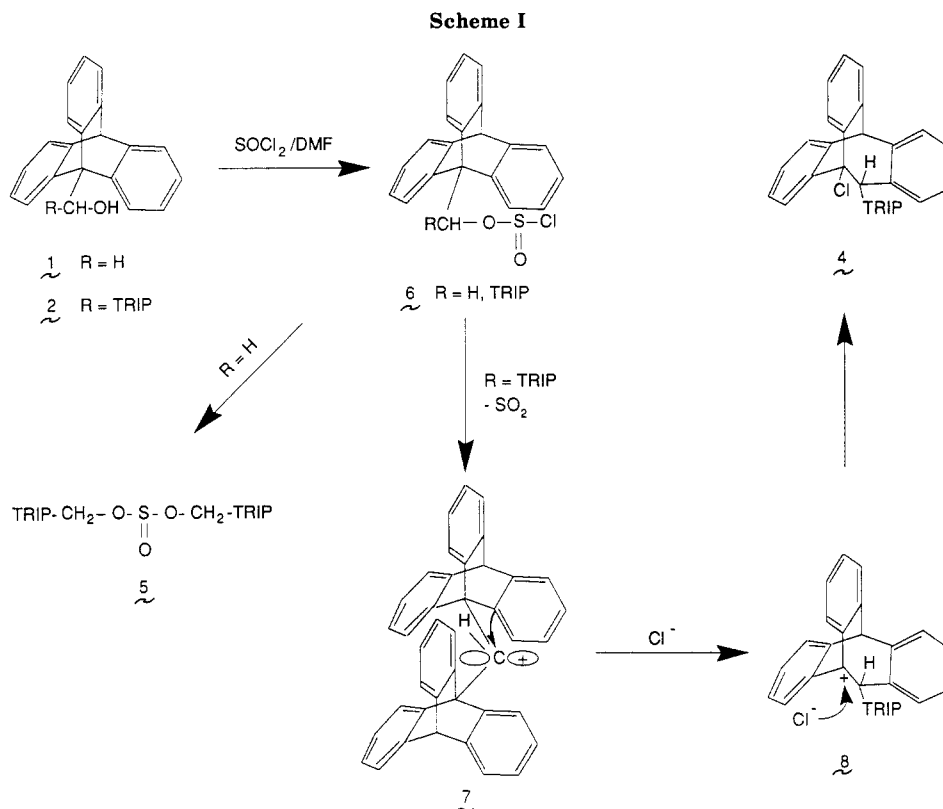 Scheme I
R-CH-OH
1 R = H
2 R = TRIP
SOCl2/DMF
RCH-O-S-Cl
O
6 R = H, TRIP
H
Cl
TRIP
4
R = H
R = TRIP
- SO2
TRIP-CH2-O-S-O-CH2-TRIP
O
5
H
C +
7
Cl-
H
+
Cl- TRIP
8